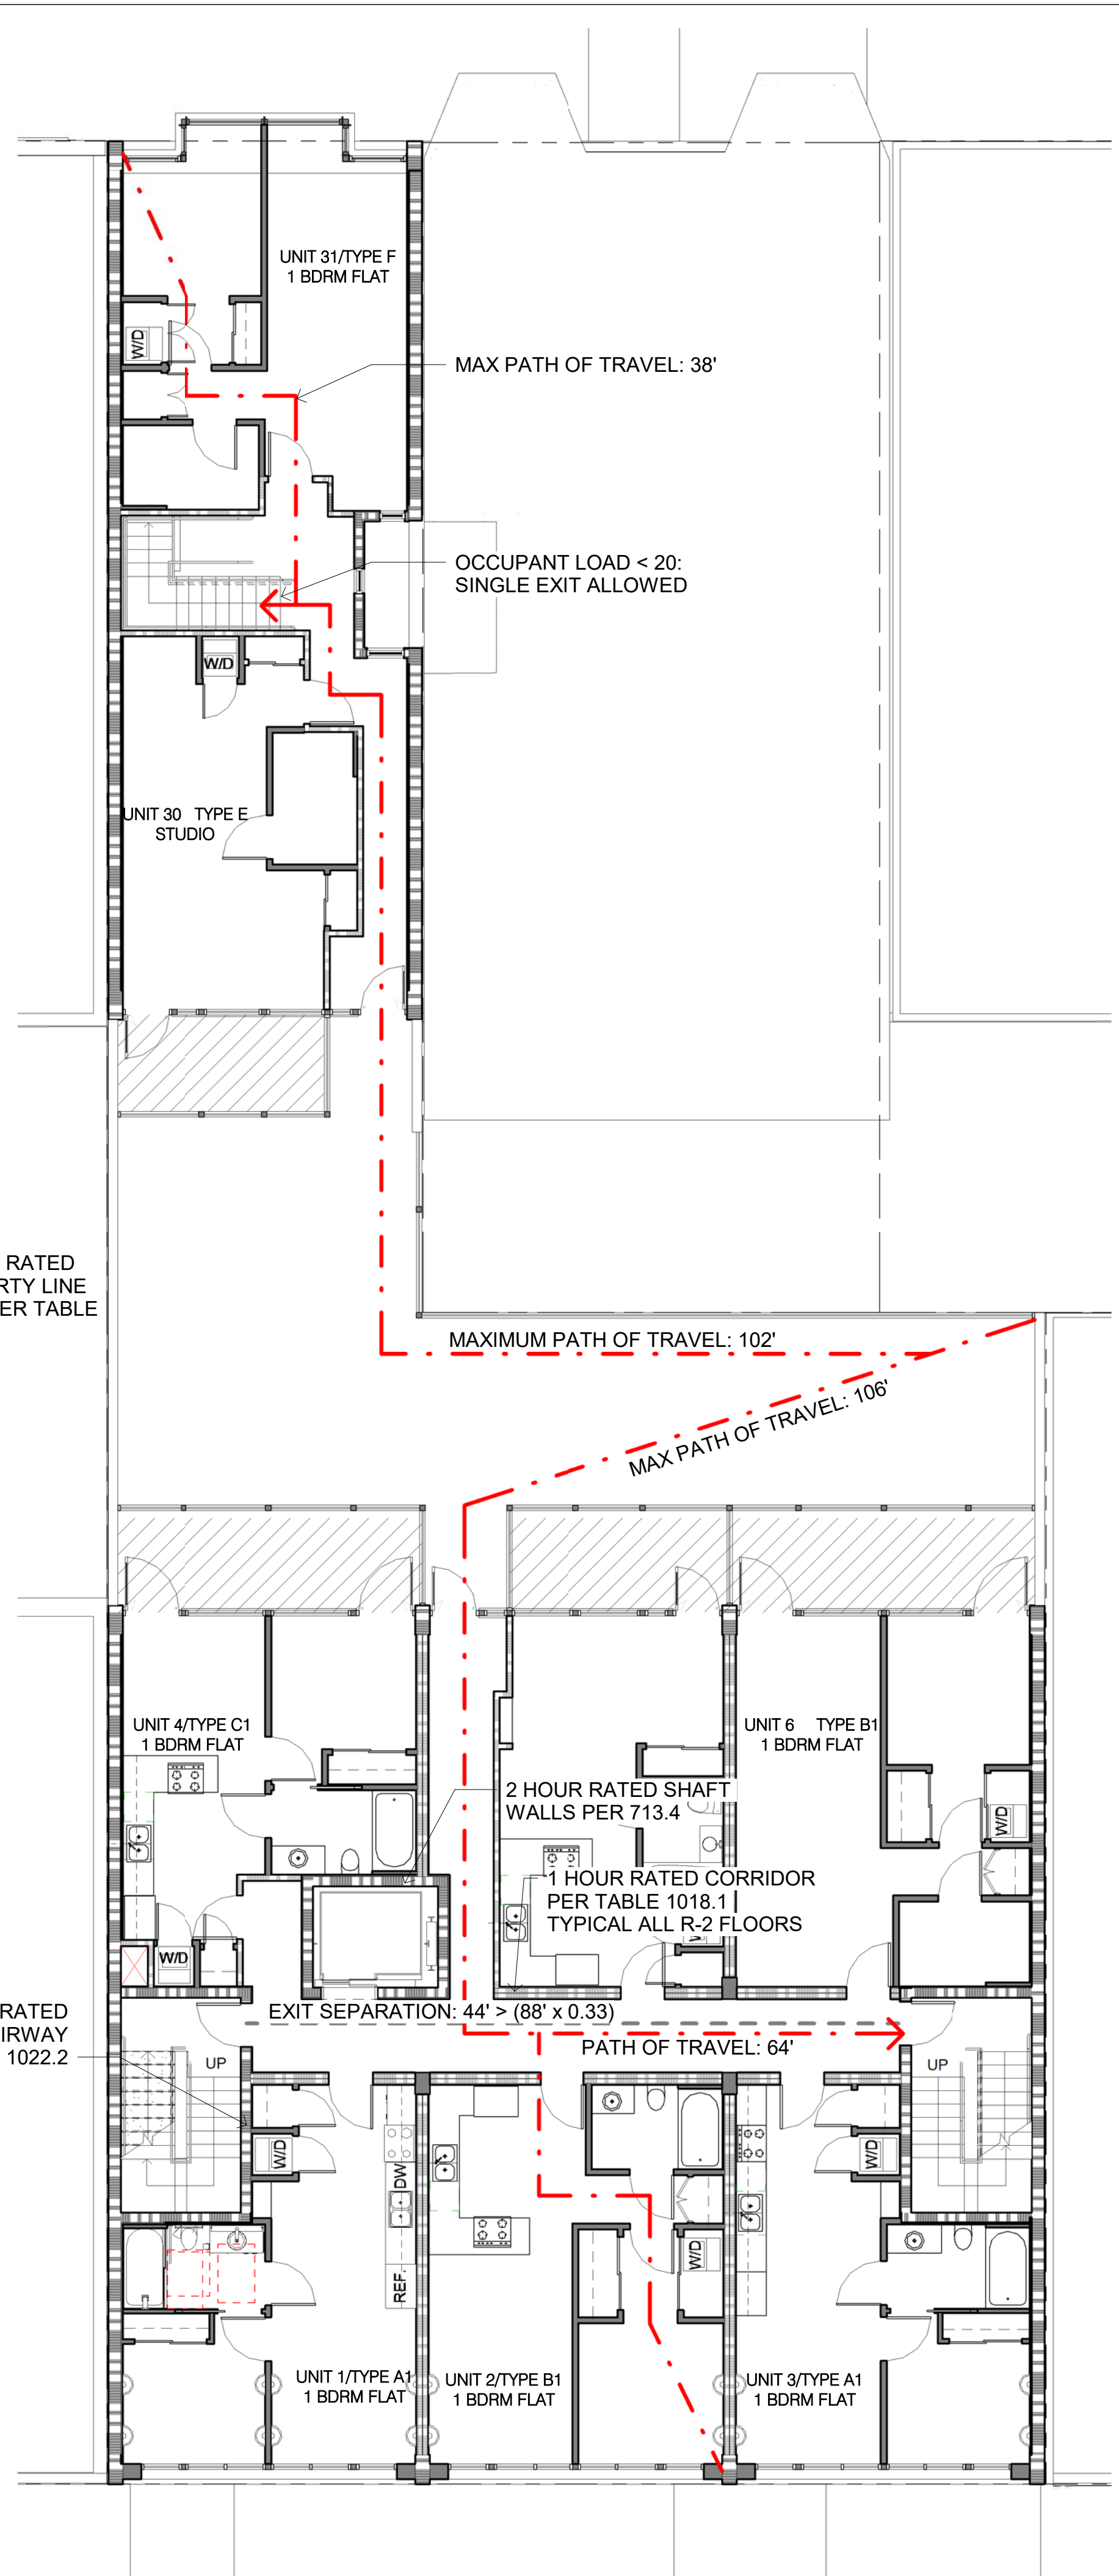 UNIT 31/TYPE F
1 BDRM FLAT
W/D
MAX PATH OF TRAVEL: 38'
OCCUPANT LOAD < 20:
SINGLE EXIT ALLOWED
W/D
UNIT 30 TYPE E
STUDIO
RATED
RTY LINE
ER TABLE
MAXIMUM PATH OF TRAVEL: 102'
MAX PATH OF TRAVEL: 106'
UNIT 4/TYPE C1
1 BDRM FLAT
UNIT 6 TYPE B1
1 BDRM FLAT
2 HOUR RATED SHAFT
WALLS PER 713.4
W/D
1 HOUR RATED CORRIDOR
PER TABLE 1018.1
TYPICAL ALL R-2 FLOORS
W/D
RATED
IRWAY
1022.2
EXIT SEPARATION: 44' > (88' x 0.33)
PATH OF TRAVEL: 64'
UP
UP
W/D
DW
W/D
REF.
W/D
UNIT 1/TYPE A1
1 BDRM FLAT
UNIT 2/TYPE B1
1 BDRM FLAT
UNIT 3/TYPE A1
1 BDRM FLAT